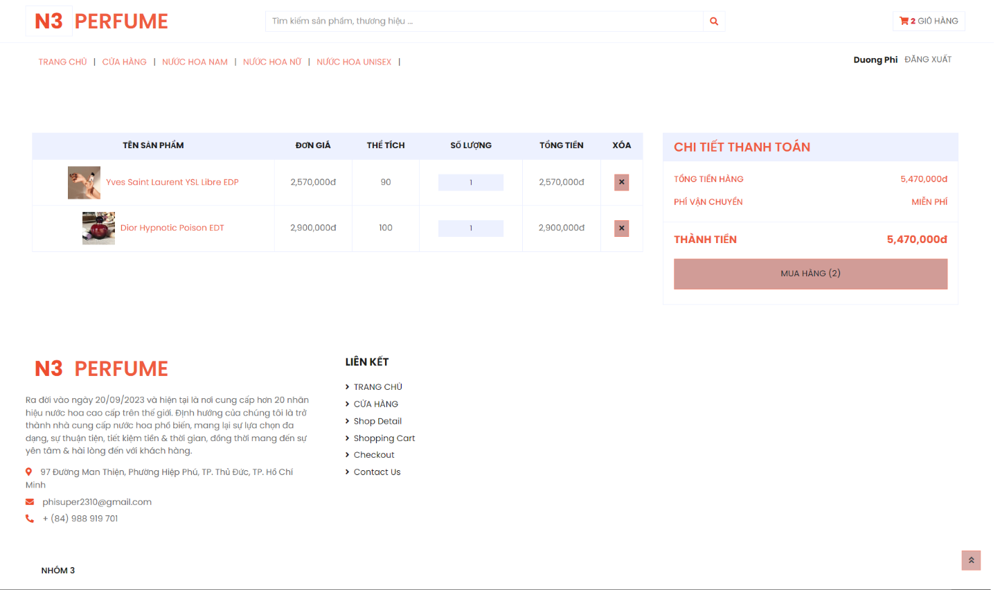 N3 PERFUME
Tìm kiếm sản phẩm, thương hiệu ...
2 GIỎ HÀNG
TRANG CHỦ | CỬA HÀNG | NƯỚC HOA NAM | NƯỚC HOA NỮ | NƯỚC HOA UNISEX |
Duong Phi ĐĂNG XUẤT
TÊN SẢN PHẨM ĐƠN GIÁ THỂ TÍCH SỐ LƯỢNG TỔNG TIỀN XÓA
Yves Saint Laurent YSL Libre EDP 2,570,000đ 90 1 2,570,000đ
Dior Hypnotic Poison EDT 2,900,000đ 100 1 2,900,000đ
CHI TIẾT THANH TOÁN
TỔNG TIỀN HÀNG 5,470,000đ
PHÍ VẬN CHUYỂN MIỄN PHÍ
THÀNH TIỀN 5,470,000đ
MUA HÀNG (2)
N3 PERFUME
Ra đời vào ngày 20/09/2023 và hiện tại là nơi cung cấp hơn 20 nhãn
hiệu nước hoa cao cấp trên thế giới. Định hướng của chúng tôi là trở
thành nhà cung cấp nước hoa phổ biến, mang lại sự lựa chọn đa
dạng, sự thuận tiện, tiết kiệm tiền & thời gian, đồng thời mang đến sự
yên tâm & hài lòng đến với khách hàng.
97 Đường Man Thiện, Phường Hiệp Phú, TP. Thủ Đức, TP. Hồ Chí
Minh
phisuper2310@gmail.com
+ (84) 988 919 701
LIÊN KẾT
TRANG CHỦ
CỬA HÀNG
Shop Detail
Shopping Cart
Checkout
Contact Us
NHÓM 3